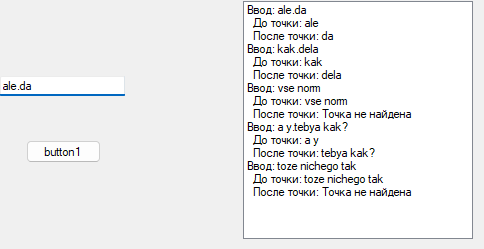 ale.da
button1
Ввод: ale.da
До точки: ale
После точки: da
Ввод: kak.dela
До точки: kak
После точки: dela
Ввод: vse norm
До точки: vse norm
После точки: Точка не найдена
Ввод: a y.tebya kak?
До точки: a y
После точки: tebya kak?
Ввод: toze nichego tak
До точки: toze nichego tak
После точки: Точка не найдена